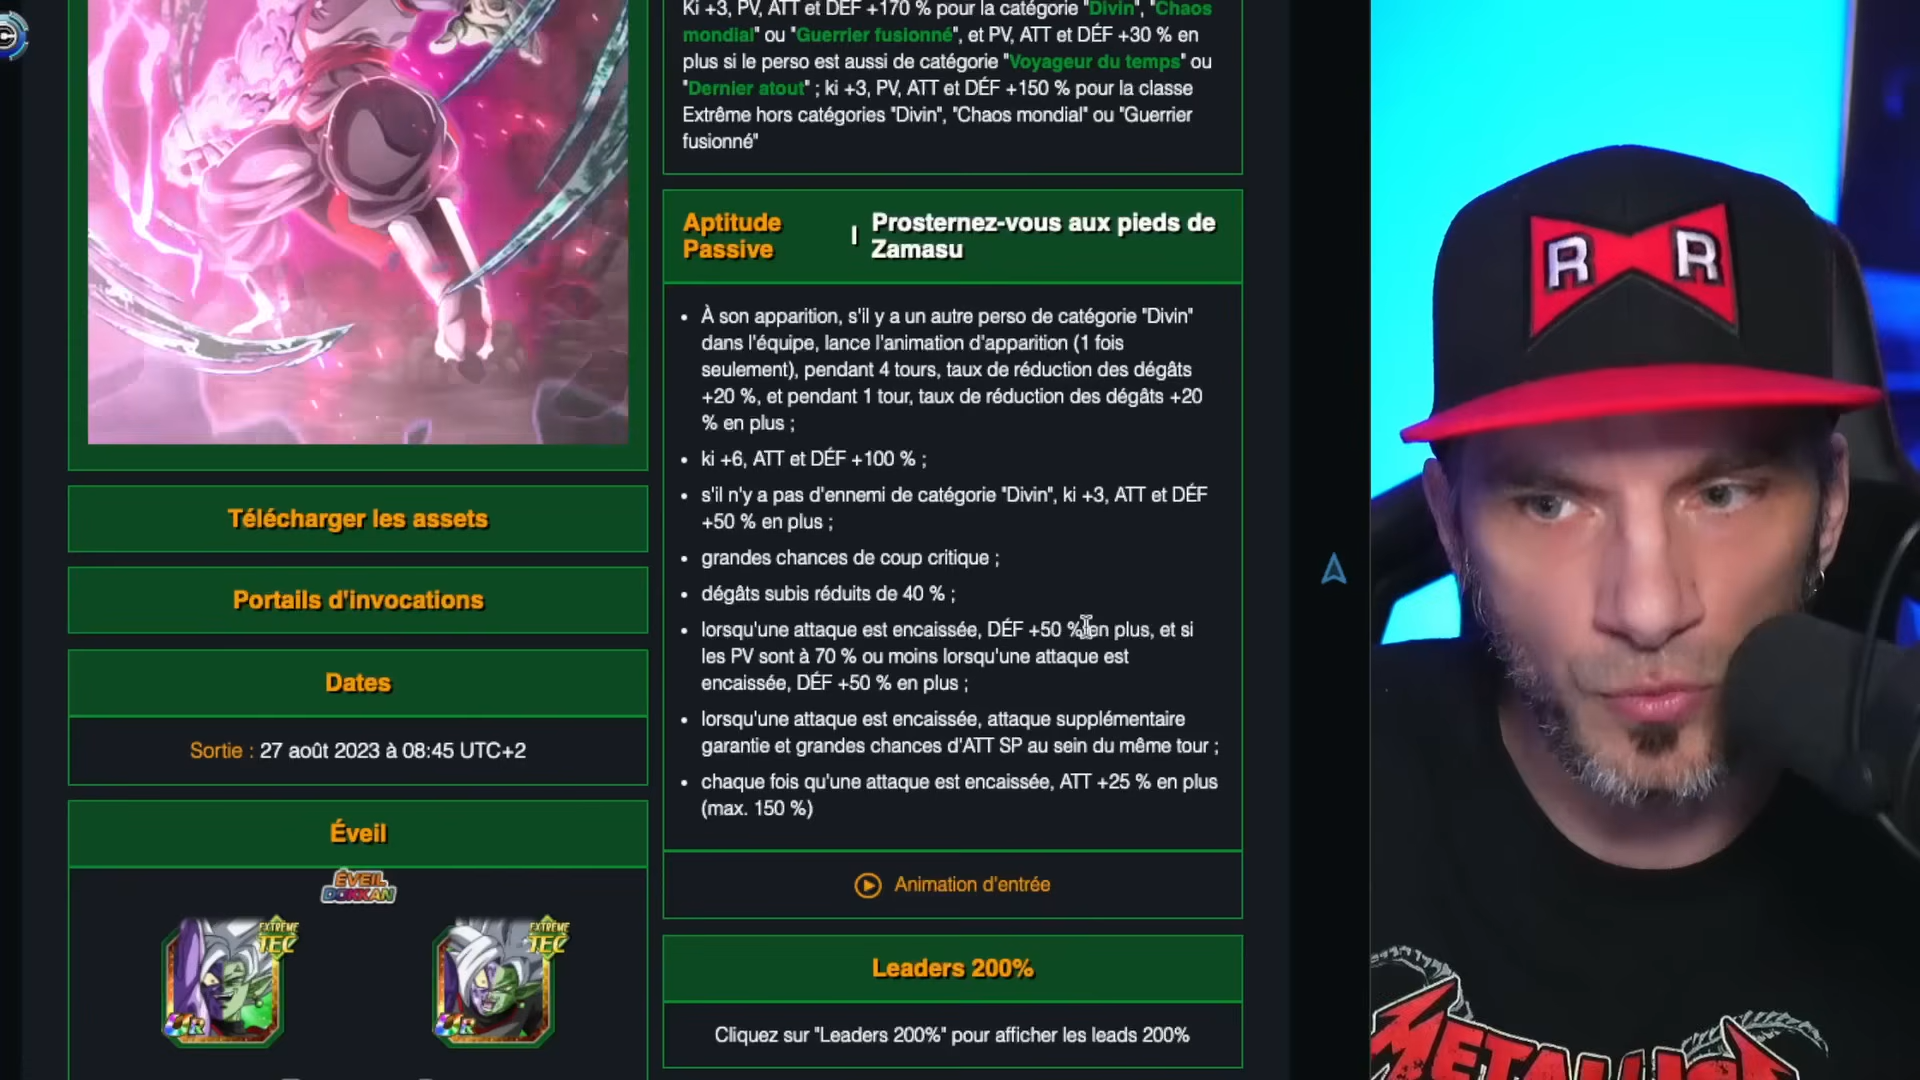 Ki +3, PV, ATT et DÉF +170 % pour la catégorie "Divin", "Chaos
mondial" ou "Guerrier fusionné", et PV, ATT et DÉF +30 % en
plus si le perso est aussi de catégorie "Voyageur du temps" ou
"Dernier atout" ; ki +3, PV, ATT et DÉF +150 % pour la classe
Extrême hors catégories "Divin", "Chaos mondial" ou "Guerrier
fusionné"
Aptitude
Passive
|
Prosternez-vous aux pieds de
Zamasu
• À son apparition, s'il y a un autre perso de catégorie "Divin"
dans l'équipe, lance l'animation d'apparition (1 fois
seulement), pendant 4 tours, taux de réduction des dégâts
+20 %, et pendant 1 tour, taux de réduction des dégâts +20
% en plus ;
• ki +6, ATT et DÉF +100 % ;
• s'il n'y a pas d'ennemi de catégorie "Divin", ki +3, ATT et DÉF
+50 % en plus ;
• grandes chances de coup critique ;
• dégâts subis réduits de 40 % ;
• lorsqu'une attaque est encaissée, DÉF +50 % en plus, et si
les PV sont à 70 % ou moins lorsqu'une attaque est
encaissée, DÉF +50 % en plus ;
• lorsqu'une attaque est encaissée, attaque supplémentaire
garantie et grandes chances d'ATT SP au sein du même tour ;
• chaque fois qu'une attaque est encaissée, ATT +25 % en plus
(max. 150 %)
Animation d'entrée
Leaders 200%
Cliquez sur "Leaders 200%" pour afficher les leads 200%
Télécharger les assets
Portails d'invocations
Dates
Sortie : 27 août 2023 à 08:45 UTC+2
Éveil
ÉVEIL
DOKKAN
EXTRÊME
TEC
UR
EXTRÊME
TEC
UR
R R
METALLICA